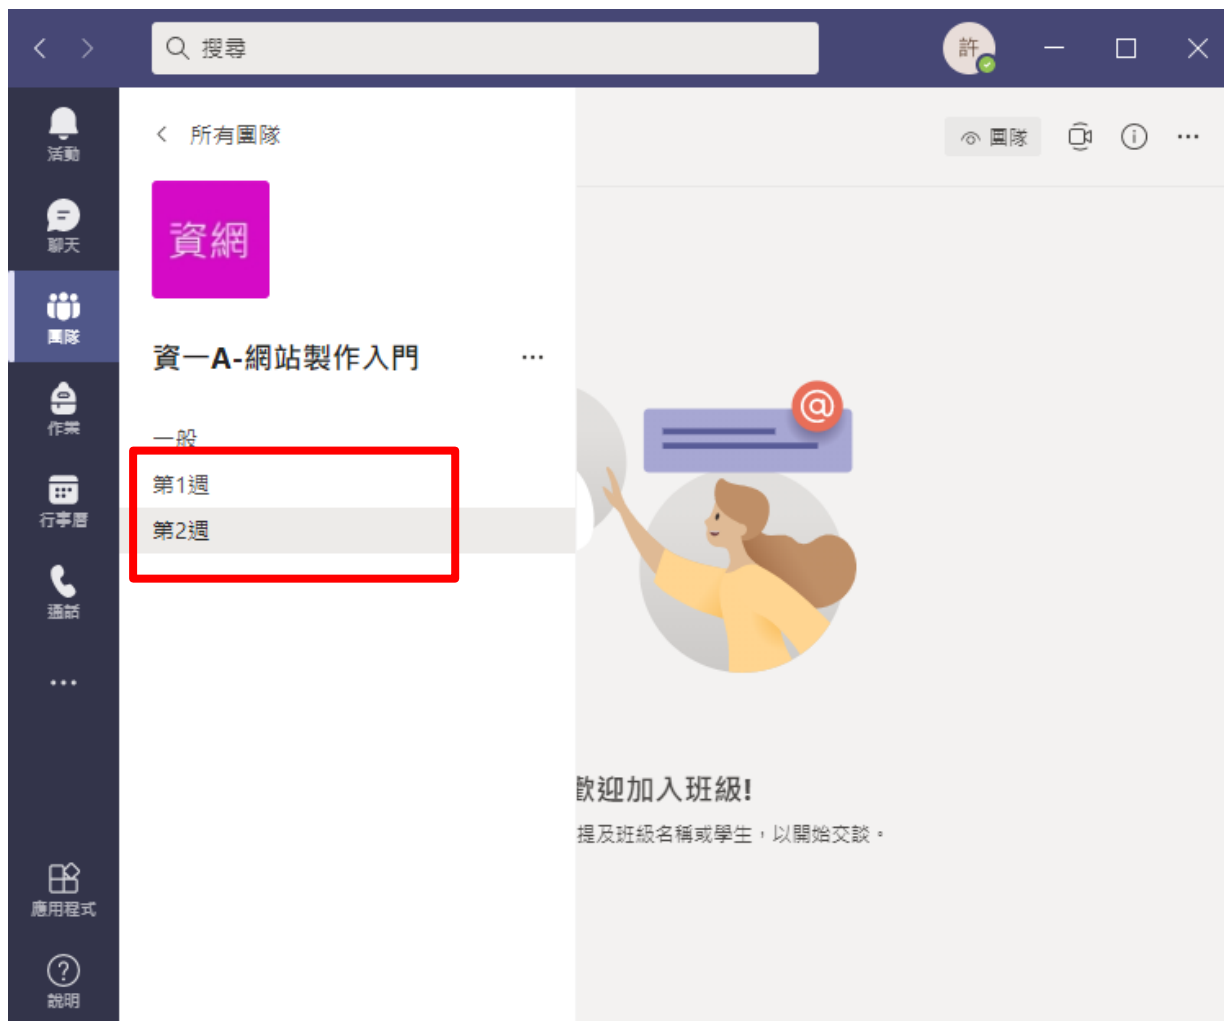 搜尋
許
活動
聊天
團隊
作業
行事曆
通話
應用程式
說明
所有團隊
資網
資一A-網站製作入門
一般
第1週
第2週
團隊
歡迎加入班級!
提及班級名稱或學生，以開始交談。